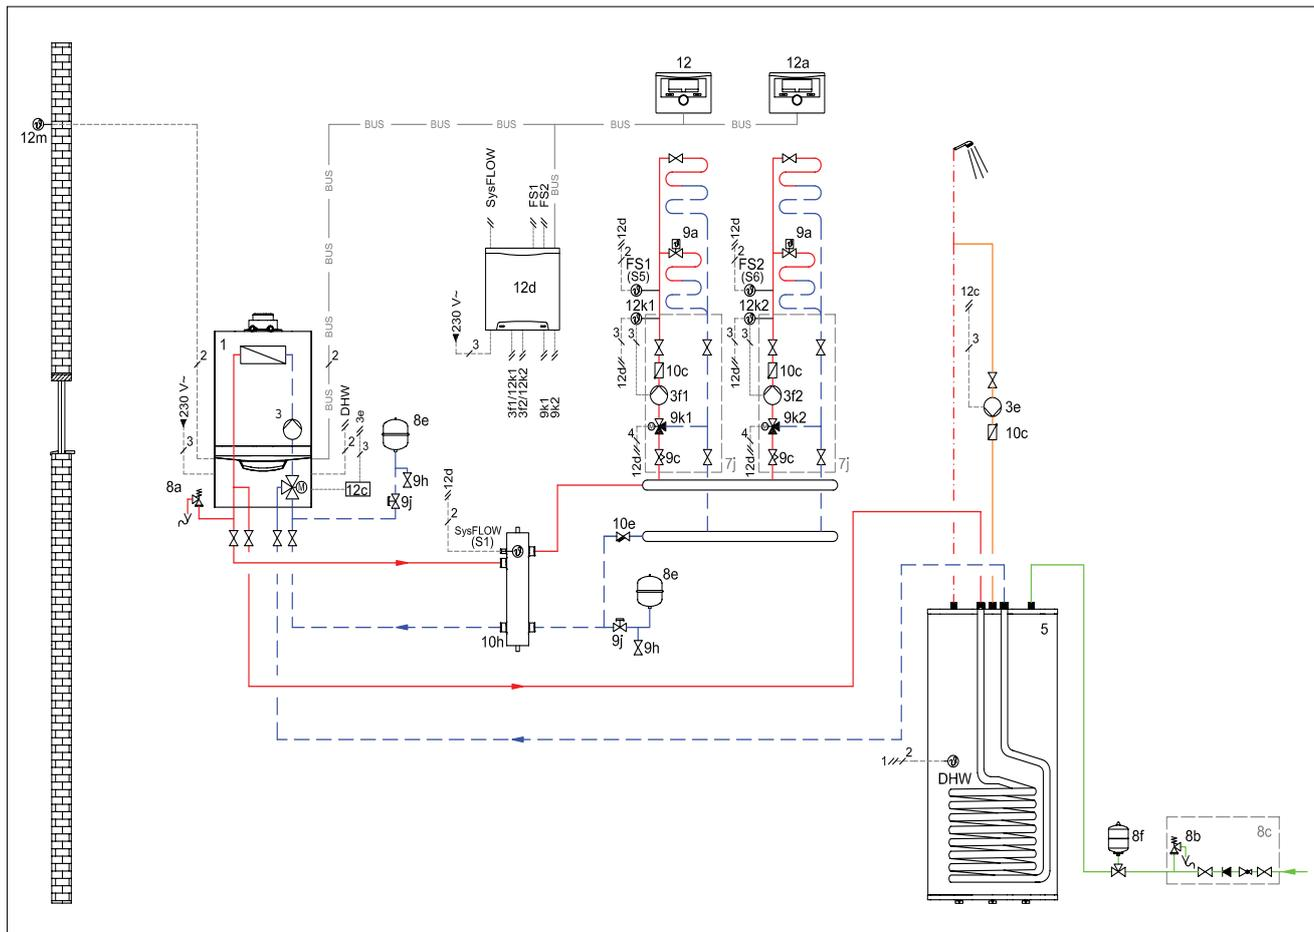 12
12a
12m
BUS
BUS
BUS
BUS
BUS
BUS
BUS
BUS
BUS
SysFLOW
FS1
FS2
12d
230 V~
3
3f1/12k1
3f2/12k2
9k1
9k2
12d
2
FS1
(S5)
9a
12k1
3
3
12d
10c
3f1
9k1
4
12d
9c
7j
12d
2
FS2
(S6)
9a
12k2
3
3
12d
10c
3f2
9k2
4
12d
9c
7j
12c
3
3e
10c
1
2
2
3
230 V~
3
DHW
2
3e
3
M
12c
8e
9h
9j
8a
12d
2
SysFLOW
(S1)
10h
10e
8e
9j
9h
5
1
2
DHW
8f
8b
8c